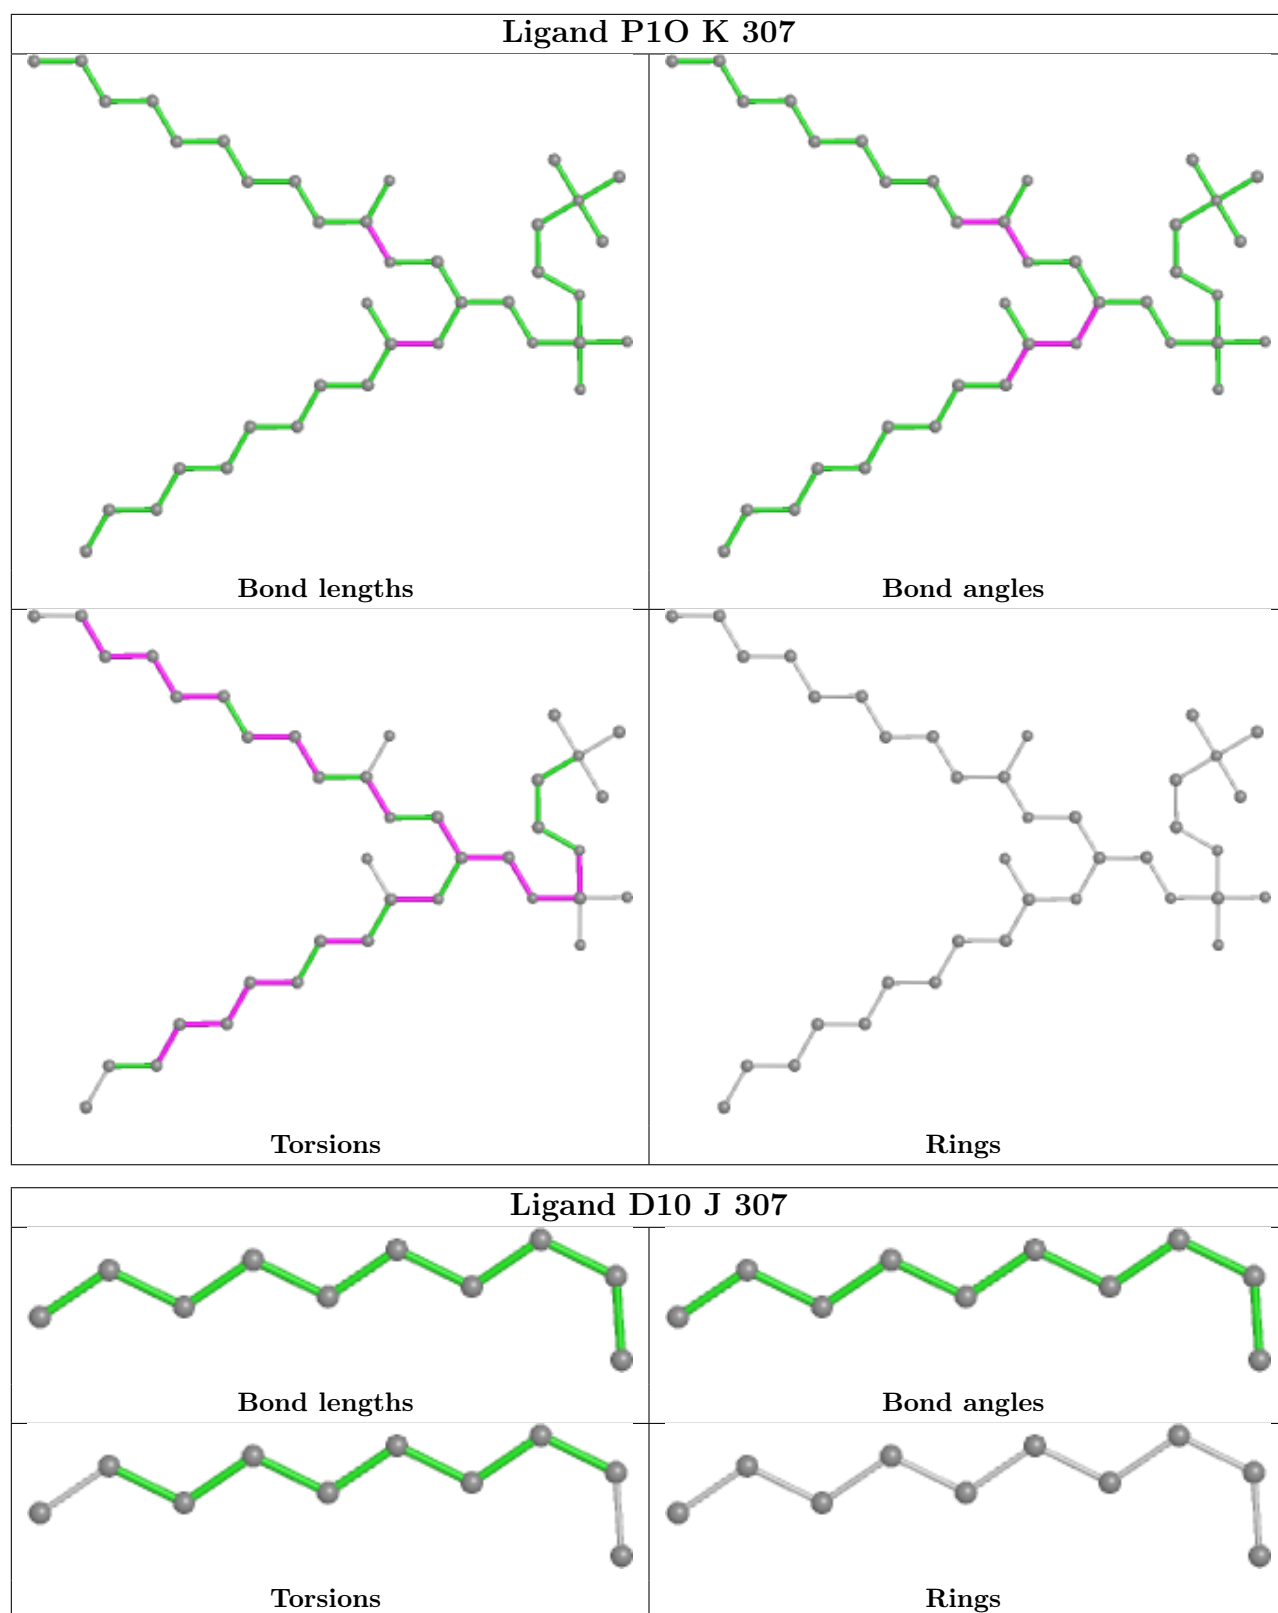 Ligand P1O K 307
Bond lengths
Bond angles
Torsions
Rings
Ligand D10 J 307
Bond lengths
Bond angles
Torsions
Rings